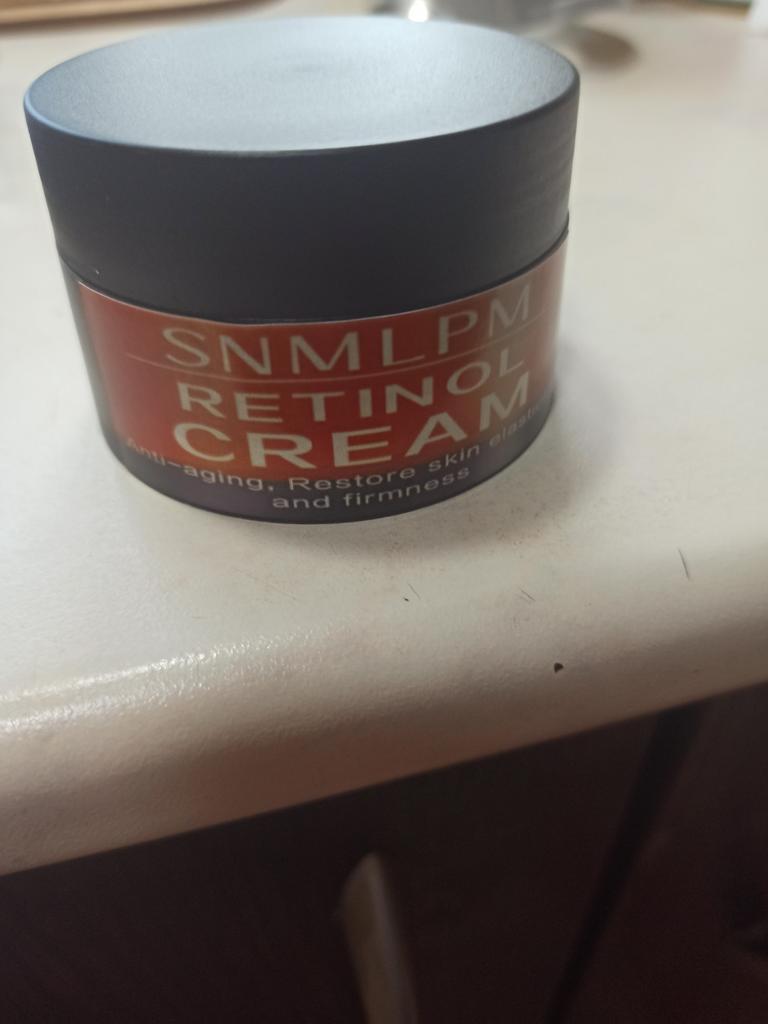 SNMLPM
RETINOL
CREAM
Anti-aging, Restore skin
and firmness